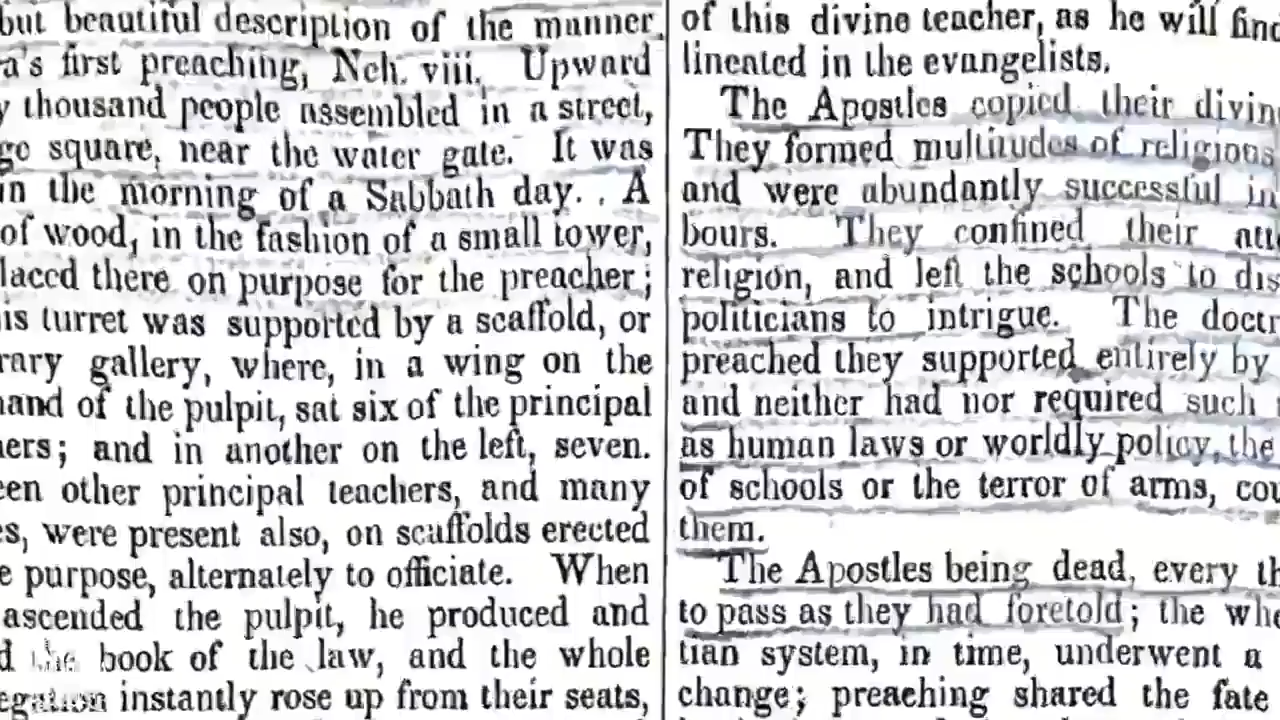 but beautiful description of the manner
a's first preaching, Neh. viii. Upward
y thousand people assembled in a street,
ge square, near the water gate. It was
in the morning of a Sabbath day. A
of wood, in the fashion of a small tower,
laced there on purpose for the preacher;
is turret was supported by a scaffold, or
rary gallery, where, in a wing on the
hand of the pulpit, sat six of the principal
hers; and in another on the left, seven.
een other principal teachers, and many
es, were present also, on scaffolds erected
e purpose, alternately to officiate. When
ascended the pulpit, he produced and
d the book of the law, and the whole
egation instantly rose up from their seats,
of this divine teacher, as he will find
lineated in the evangelists.
The Apostles copied their divin
They formed multitudes of religious
and were abundantly successful in
bours. They confined their att
religion, and left the schools to dis
politicians to intrigue. The doctr
preached they supported entirely by
and neither had nor required such
as human laws or worldly policy, the
of schools or the terror of arms, cou
them.
The Apostles being dead, every th
to pass as they had foretold; the whe
tian system, in time, underwent a
change; preaching shared the fate